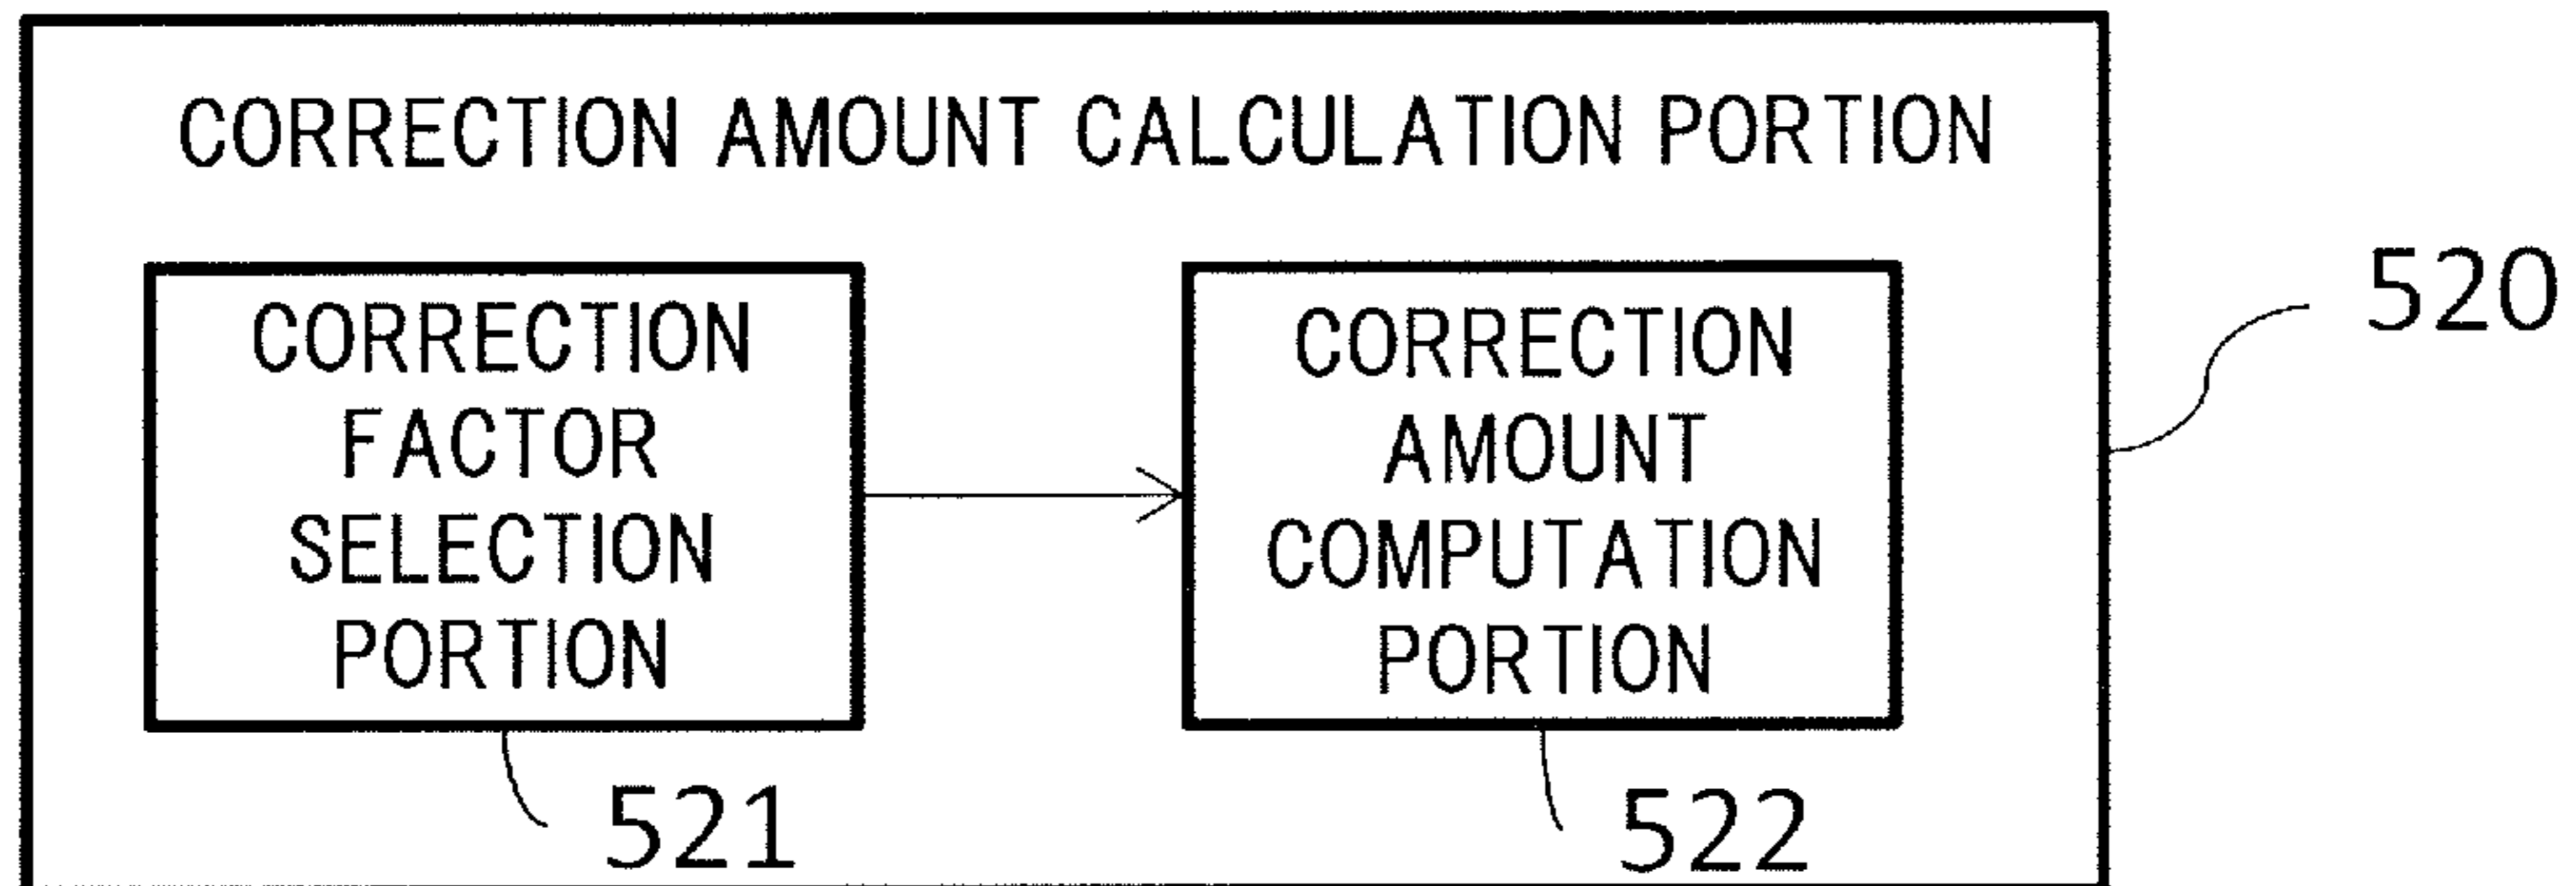 CORRECTION AMOUNT CALCULATION PORTION
CORRECTION
FACTOR
SELECTION
PORTION
CORRECTION
AMOUNT
COMPUTATION
PORTION
520
521
522